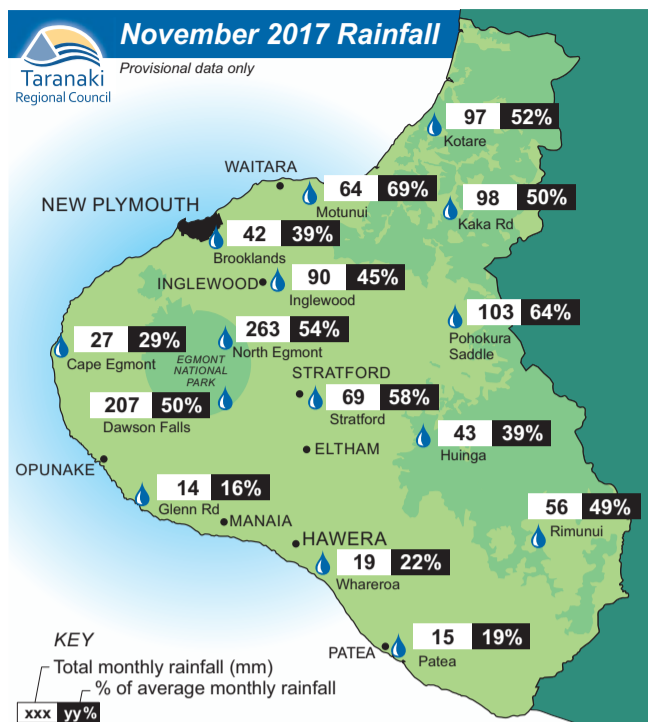 November 2017 Rainfall
Provisional data only
Taranaki
Regional Council
97 52%
Kotare
WAITARA
64 69%
Motunui
98 50%
Kaka Rd
NEW PLYMOUTH
42 39%
Brooklands
INGLEWOOD
90 45%
Inglewood
103 64%
Pohokura
Saddle
27 29%
Cape Egmont
263 54%
North Egmont
EGMONT
NATIONAL
PARK
STRATFORD
69 58%
Stratford
207 50%
Dawson Falls
43 39%
Huinga
ELTHAM
OPUNAKE
14 16%
Glenn Rd
MANAIA
56 49%
Rimunui
HAWERA
19 22%
Whareroa
PATEA
15 19%
Patea
KEY
Total monthly rainfall (mm)
% of average monthly rainfall
xxx yy%